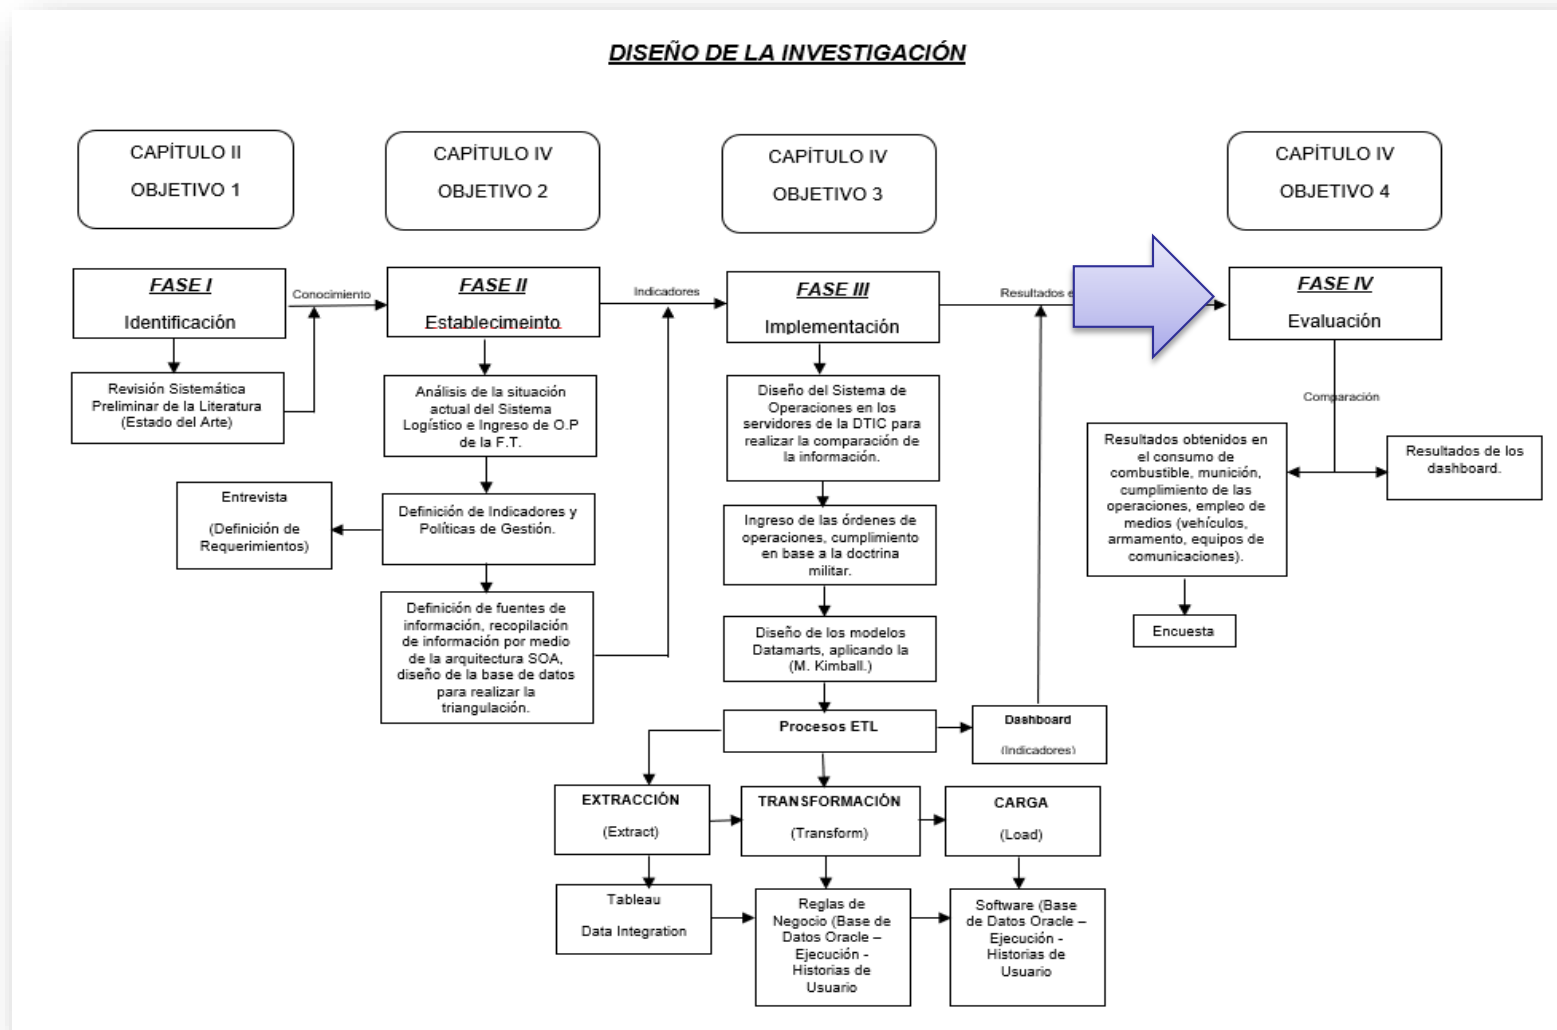 DISEÑO DE LA INVESTIGACIÓN
CAPÍTULO II
OBJETIVO 1
CAPÍTULO IV
OBJETIVO 2
CAPÍTULO IV
OBJETIVO 3
CAPÍTULO IV
OBJETIVO 4
FASE I
Identificación
Conocimiento
FASE II
Establecimeinto
Indicadores
FASE III
Implementación
Resultados
FASE IV
Evaluación
Revisión Sistemática
Preliminar de la Literatura
(Estado del Arte)
Análisis de la situación
actual del Sistema
Logístico e Ingreso de O.P
de la F.T.
Entrevista
(Definición de
Requerimientos)
Definición de Indicadores y
Políticas de Gestión.
Definición de fuentes de
información, recopilación
de información por medio
de la arquitectura SOA,
diseño de la base de datos
para realizar la
triangulación.
Diseño del Sistema de
Operaciones en los
servidores de la DTIC para
realizar la comparación de
la información.
Ingreso de las órdenes de
operaciones, cumplimiento
en base a la doctrina
militar.
Diseño de los modelos
Datamarts, aplicando la
(M. Kimball.)
Procesos ETL
Dashboard
(Indicadores)
EXTRACCIÓN
(Extract)
TRANSFORMACIÓN
(Transform)
CARGA
(Load)
Tableau
Data Integration
Reglas de
Negocio (Base de
Datos Oracle –
Ejecución -
Historias de
Usuario
Software (Base
de Datos Oracle –
Ejecución -
Historias de
Usuario
Comparación
Resultados obtenidos en
el consumo de
combustible, munición,
cumplimiento de las
operaciones, empleo de
medios (vehículos,
armamento, equipos de
comunicaciones).
Resultados de los
dashboard.
Encuesta